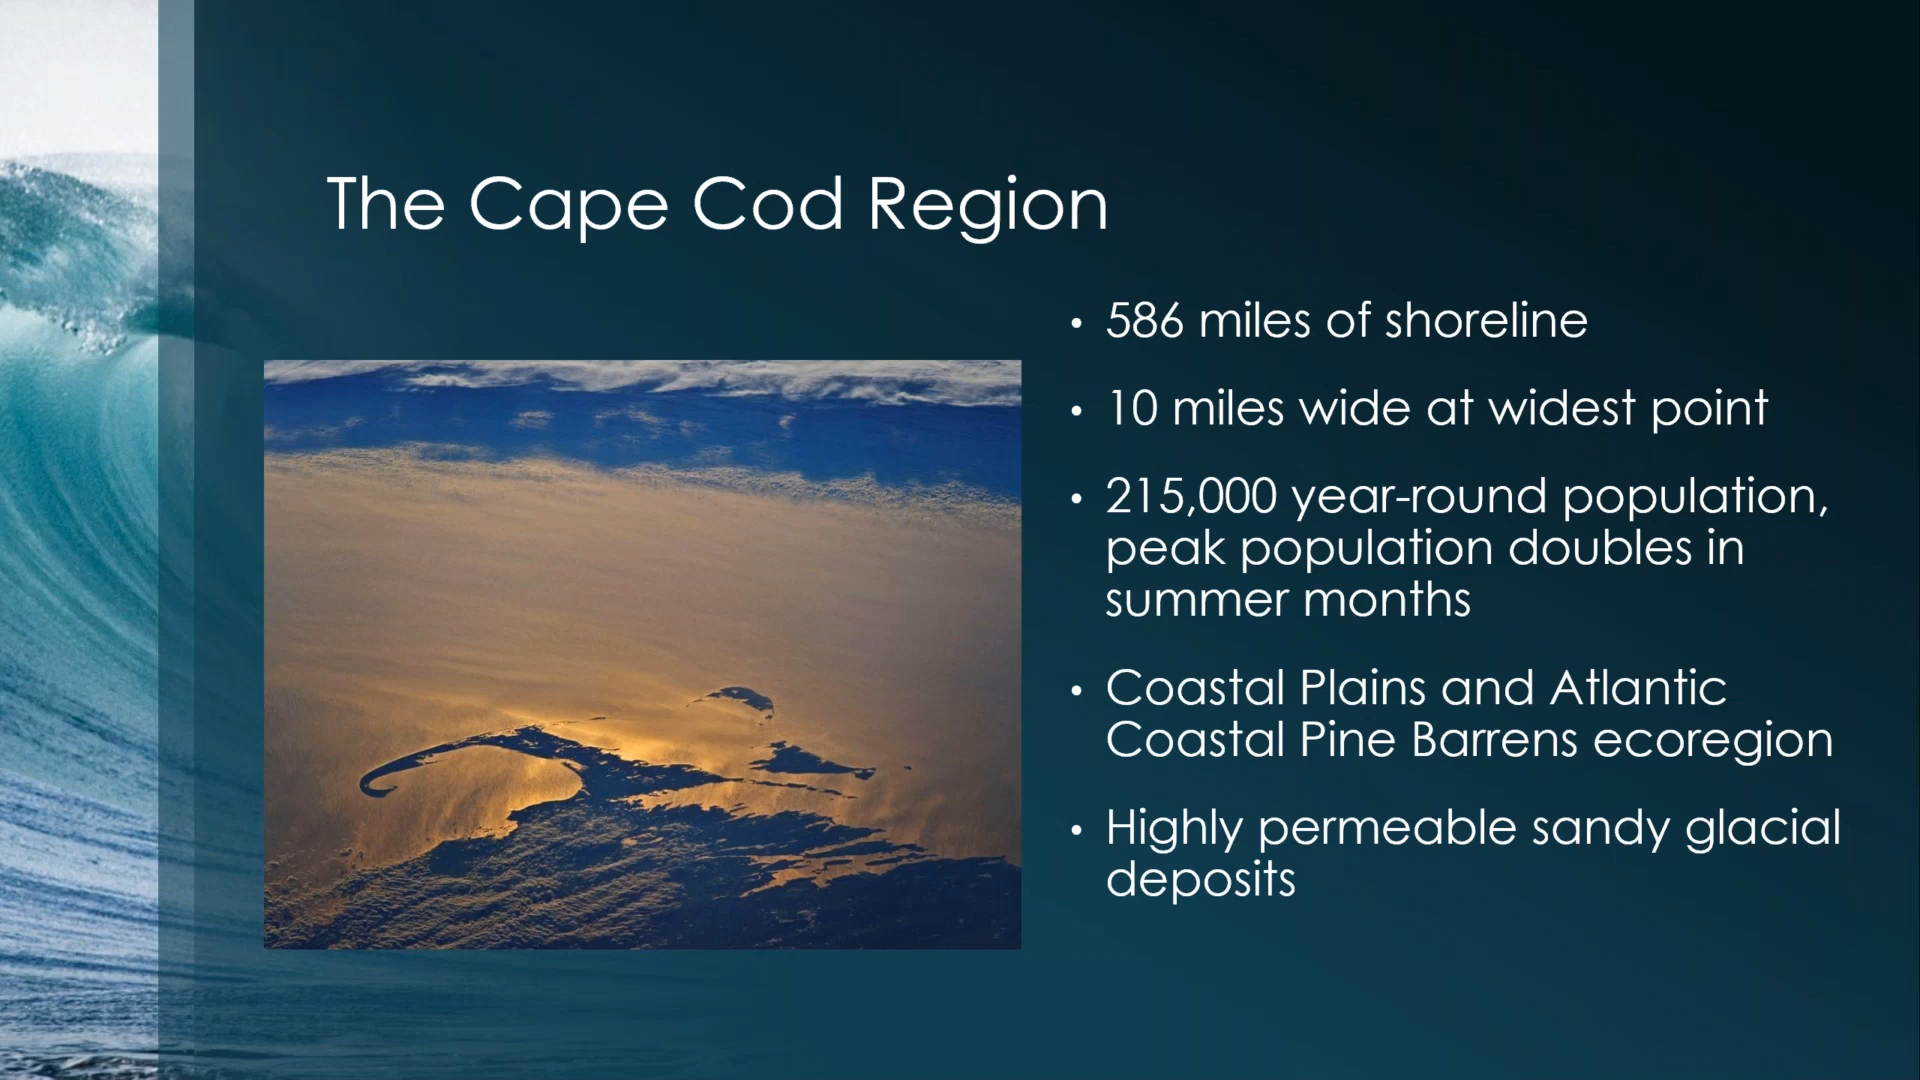 The Cape Cod Region
• 586 miles of shoreline
• 10 miles wide at widest point
• 215,000 year-round population,
peak population doubles in
summer months
• Coastal Plains and Atlantic
Coastal Pine Barrens ecoregion
• Highly permeable sandy glacial
deposits